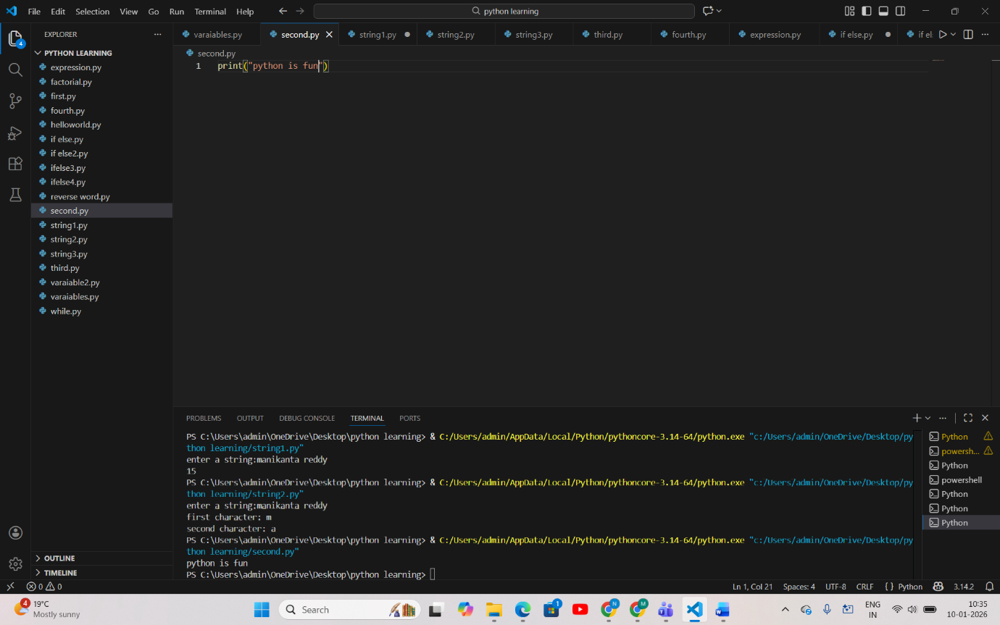 File Edit Selection View Go Run Terminal Help
python learning
EXPLORER
PYTHON LEARNING
expression.py
factorial.py
first.py
fourth.py
helloworld.py
if else.py
if else2.py
ifelse3.py
ifelse4.py
reverse word.py
second.py
string1.py
string2.py
string3.py
third.py
varaiable2.py
varaiables.py
while.py
OUTLINE
TIMELINE
4
varaiables.py second.py string1.py string2.py string3.py third.py fourth.py expression.py if else.py if el
second.py
1 print("python is fun")
PROBLEMS OUTPUT DEBUG CONSOLE TERMINAL PORTS
PS C:\Users\admin\OneDrive\Desktop\python learning> & C:/Users/admin/AppData/Local/Python/pythoncore-3.14-64/python.exe "c:/Users/admin/OneDrive/Desktop/py
thon learning/string1.py"
enter a string:manikanta reddy
15
PS C:\Users\admin\OneDrive\Desktop\python learning> & C:/Users/admin/AppData/Local/Python/pythoncore-3.14-64/python.exe "c:/Users/admin/OneDrive/Desktop/py
thon learning/string2.py"
enter a string:manikanta reddy
first character: m
second character: a
PS C:\Users\admin\OneDrive\Desktop\python learning> & C:/Users/admin/AppData/Local/Python/pythoncore-3.14-64/python.exe "c:/Users/admin/OneDrive/Desktop/py
thon learning/second.py"
python is fun
PS C:\Users\admin\OneDrive\Desktop\python learning>
Python
powersh...
Python
powershell
Python
Python
Python
0 0
Ln 1, Col 21 Spaces: 4 UTF-8 CRLF { } Python 3.14.2
4
19°C
Mostly sunny
Search
1
N
M
ENG
IN
10:35
10-01-2026